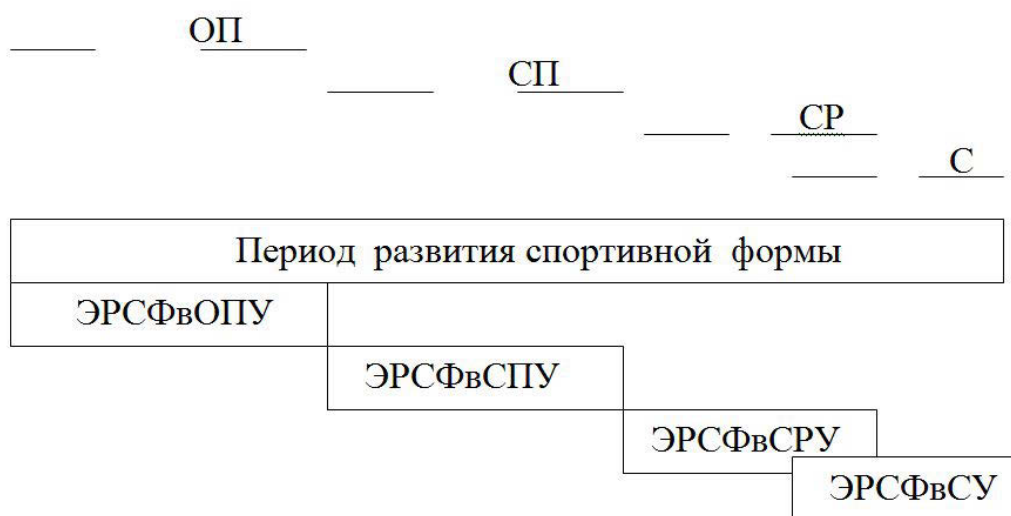 ОП
СП
СР
С
Период развития спортивной формы
ЭРСФвОПУ
ЭРСФвСПУ
ЭРСФвСРУ
ЭРСФвСУ